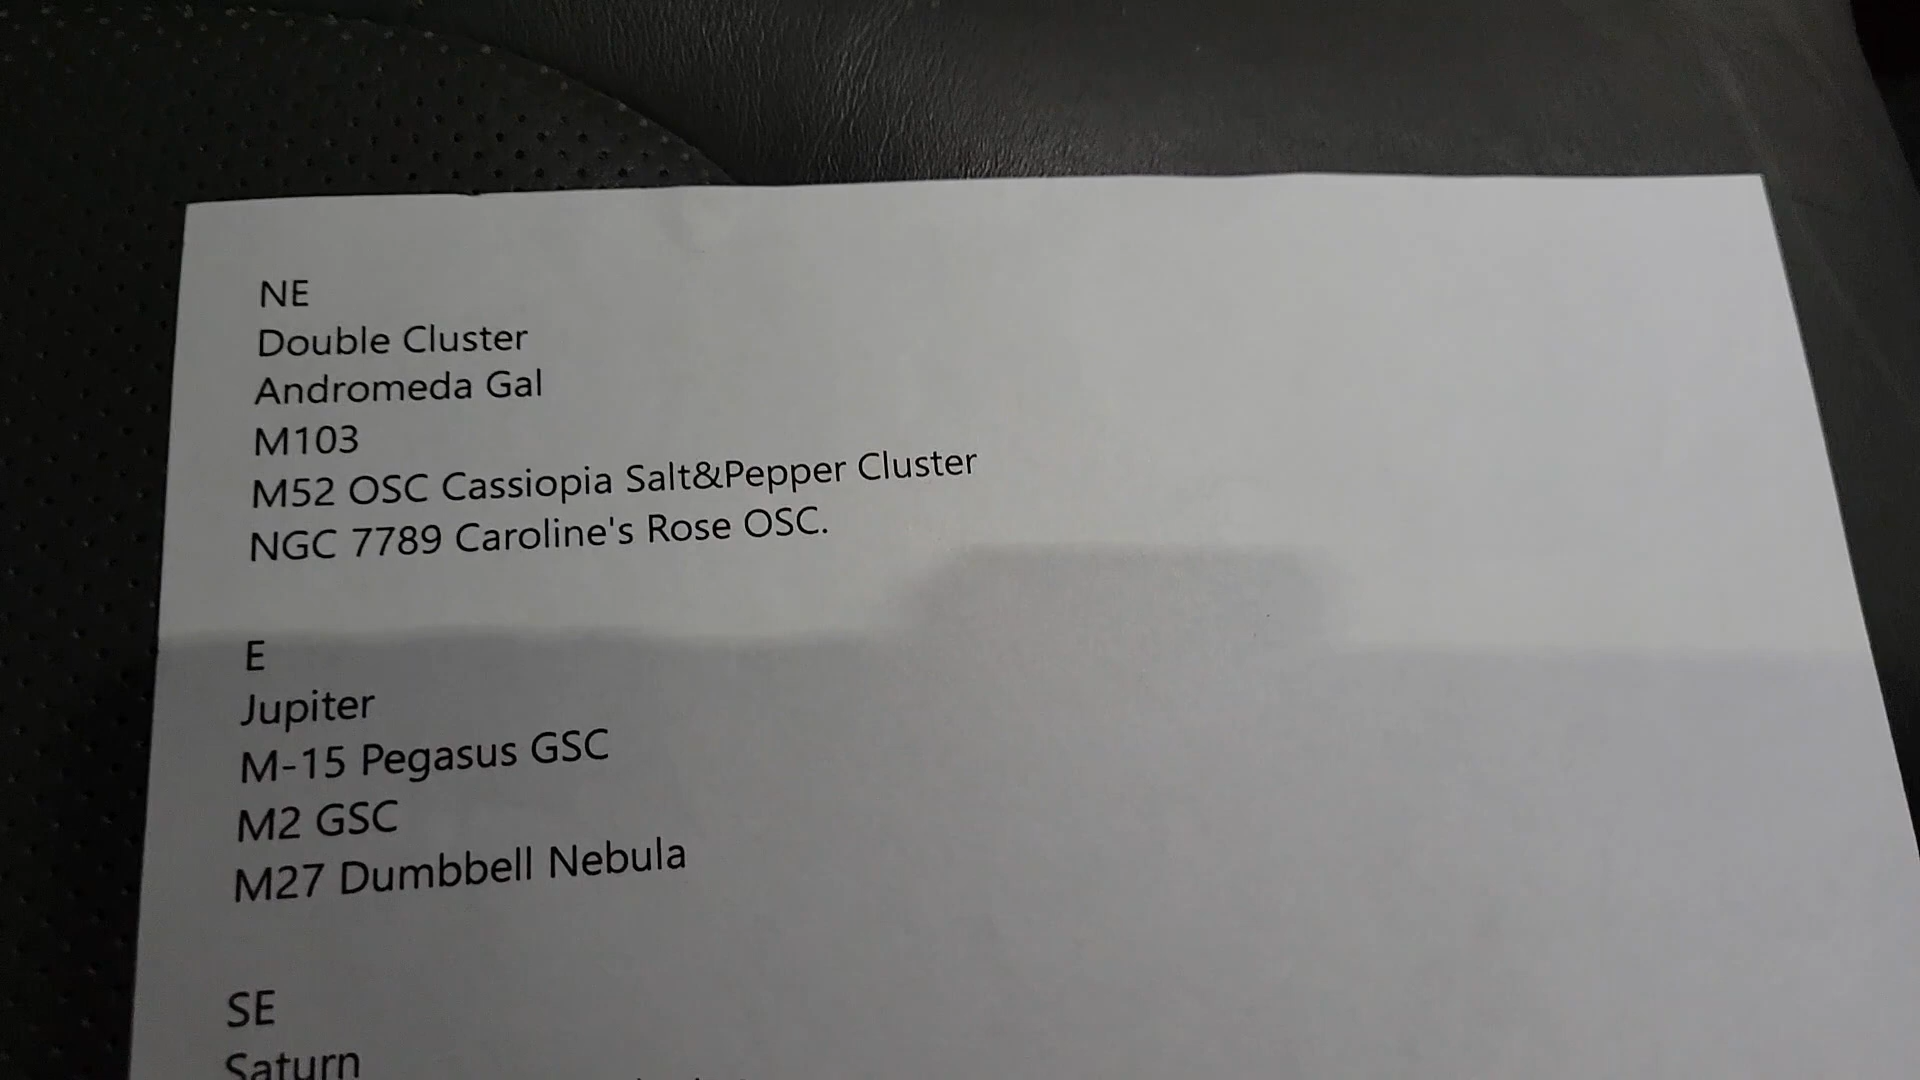 NE
Double Cluster
Andromeda Gal
M103
M52 OSC Cassiopia Salt&Pepper Cluster
NGC 7789 Caroline's Rose OSC.
E
Jupiter
M-15 Pegasus GSC
M2 GSC
M27 Dumbbell Nebula
SE
Saturn